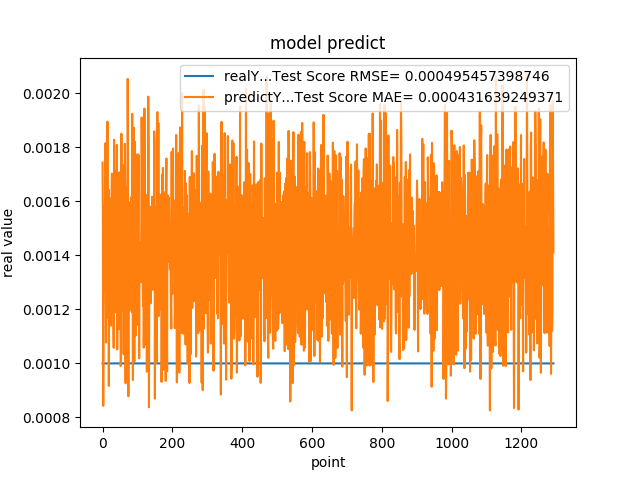 model predict
realY...Test Score RMSE= 0.000495457398746
predictY...Test Score MAE= 0.000431639249371
0.0020
0.0018
0.0016
0.0014
0.0012
0.0010
0.0008
real value
0 200 400 600 800 1000 1200
point